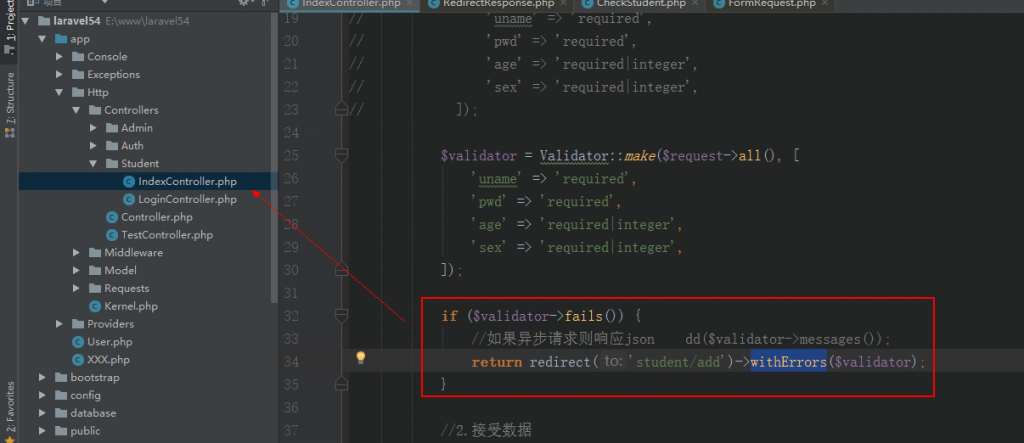 1: Project
7: Structure
2: Favorites
项目
laravel54 E:\www\laravel54
app
Console
Exceptions
Http
Controllers
Admin
Auth
Student
IndexController.php
LoginController.php
Controller.php
TestController.php
Middleware
Model
Requests
Kernel.php
Providers
User.php
XXX.php
bootstrap
config
database
public
IndexController.php RedirectResponse.php CheckStudent.php FormRequest.php
19 // 'uname' => 'required',
20 // 'pwd' => 'required',
21 // 'age' => 'required|integer',
22 // 'sex' => 'required|integer',
23 // ]);
24
25 $validator = Validator::make($request->all(), [
26 'uname' => 'required',
27 'pwd' => 'required',
28 'age' => 'required|integer',
29 'sex' => 'required|integer',
30 ]);
31
32 if ($validator->fails()) {
33 //如果异步请求则响应json dd($validator->messages());
34 return redirect( to: 'student/add')->withErrors($validator);
35 }
36
37 //2.接受数据